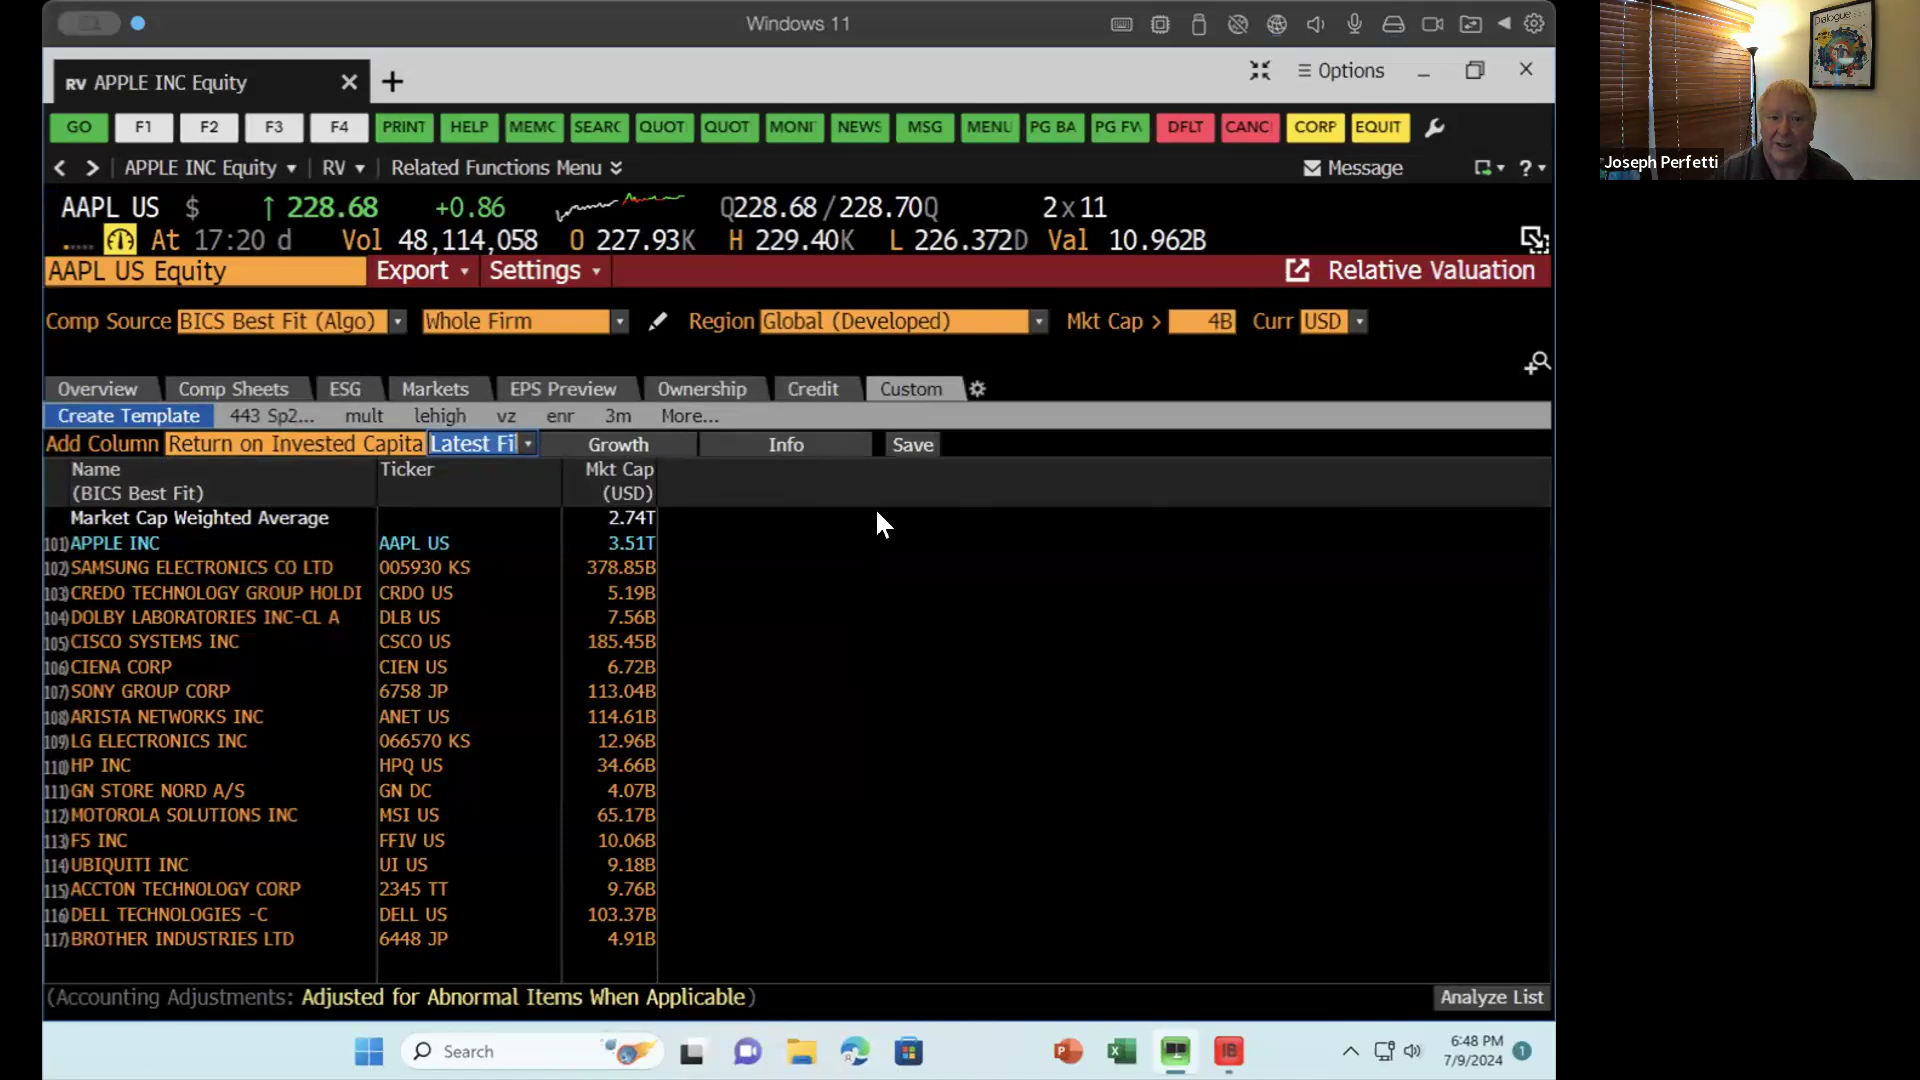 Windows 11
RV APPLE INC Equity
Options
GO F1 F2 F3 F4 PRINT HELP MEMC SEARC QUOT QUOT MONI NEWS MSG MENU PG BA PG FW DFLT CANC CORP EQUIT
APPLE INC Equity RV Related Functions Menu Message ?
AAPL US $ ↑ 228.68 +0.86 Q228.68/228.70Q 2x11
At 17:20 d Vol 48,114,058 O 227.93K H 229.40K L 226.372D Val 10.962B
AAPL US Equity Export Settings Relative Valuation
Comp Source BICS Best Fit (Algo) Whole Firm Region Global (Developed) Mkt Cap > 4B Curr USD
Overview Comp Sheets ESG Markets EPS Preview Ownership Credit Custom
Create Template 443 Sp2... mult lehigh vz enr 3m More...
Add Column Return on Invested Capita Latest Fi Growth Info Save
Name Ticker Mkt Cap
(BICS Best Fit) (USD)
Market Cap Weighted Average 2.74T
101) APPLE INC AAPL US 3.51T
102) SAMSUNG ELECTRONICS CO LTD 005930 KS 378.85B
103) CREDO TECHNOLOGY GROUP HOLDI CRDO US 5.19B
104) DOLBY LABORATORIES INC-CL A DLB US 7.56B
105) CISCO SYSTEMS INC CSCO US 185.45B
106) CIENA CORP CIEN US 6.72B
107) SONY GROUP CORP 6758 JP 113.04B
108) ARISTA NETWORKS INC ANET US 114.61B
109) LG ELECTRONICS INC 066570 KS 12.96B
110) HP INC HPQ US 34.66B
111) GN STORE NORD A/S GN DC 4.07B
112) MOTOROLA SOLUTIONS INC MSI US 65.17B
113) F5 INC FFIV US 10.06B
114) UBIQUITI INC UI US 9.18B
115) ACCTON TECHNOLOGY CORP 2345 TT 9.76B
116) DELL TECHNOLOGIES -C DELL US 103.37B
117) BROTHER INDUSTRIES LTD 6448 JP 4.91B
(Accounting Adjustments: Adjusted for Abnormal Items When Applicable) Analyze List
Search
IB
6:48 PM
7/9/2024
1
Dialogue
Joseph Perfetti